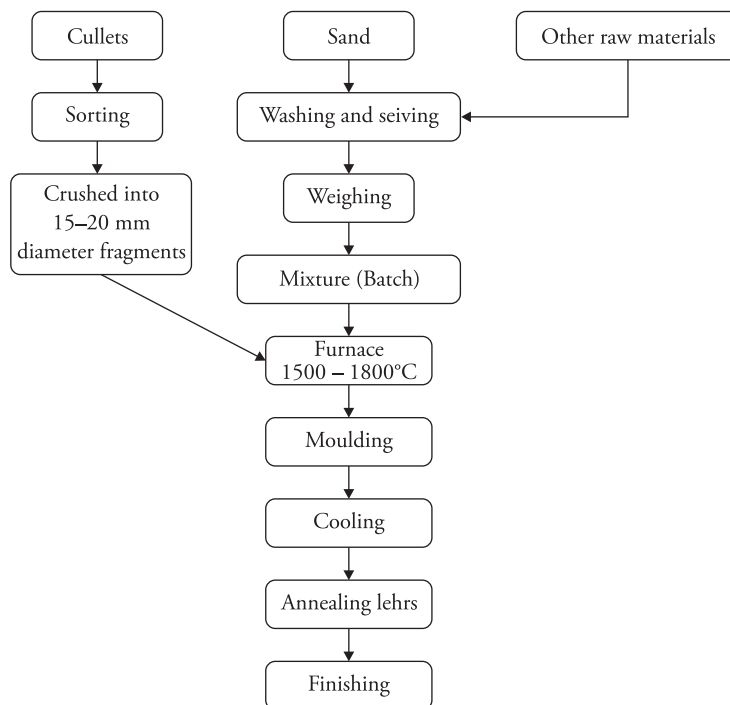 Cullets
Sand
Other raw materials
Sorting
Washing and seiving
Crushed into
15–20 mm
diameter fragments
Weighing
Mixture (Batch)
Furnace
1500 – 1800°C
Moulding
Cooling
Annealing lehrs
Finishing